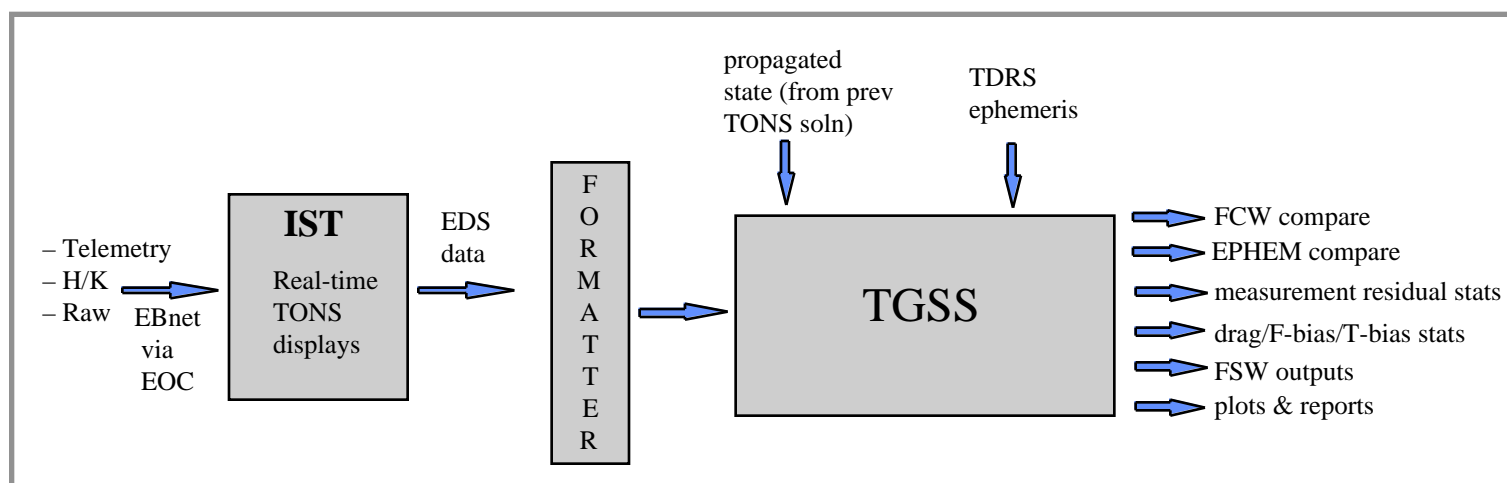 propagated
state (from prev
TONS soln)
TDRS
ephemeris
– Telemetry
– H/K
– Raw
EBnet
via
EOC
IST
Real-time
TONS
displays
EDS
data
F
O
R
M
A
T
T
E
R
TGSS
FCW compare
EPHEM compare
measurement residual stats
drag/F-bias/T-bias stats
FSW outputs
plots & reports